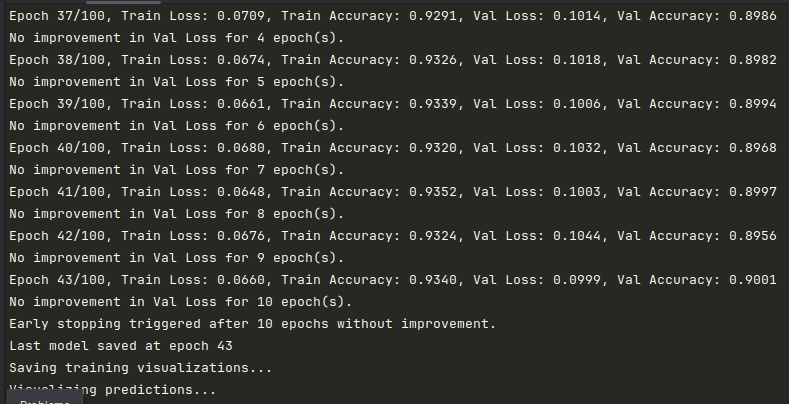 Epoch 37/100, Train Loss: 0.0709, Train Accuracy: 0.9291, Val Loss: 0.1014, Val Accuracy: 0.8986
No improvement in Val Loss for 4 epoch(s).
Epoch 38/100, Train Loss: 0.0674, Train Accuracy: 0.9326, Val Loss: 0.1018, Val Accuracy: 0.8982
No improvement in Val Loss for 5 epoch(s).
Epoch 39/100, Train Loss: 0.0661, Train Accuracy: 0.9339, Val Loss: 0.1006, Val Accuracy: 0.8994
No improvement in Val Loss for 6 epoch(s).
Epoch 40/100, Train Loss: 0.0680, Train Accuracy: 0.9320, Val Loss: 0.1032, Val Accuracy: 0.8968
No improvement in Val Loss for 7 epoch(s).
Epoch 41/100, Train Loss: 0.0648, Train Accuracy: 0.9352, Val Loss: 0.1003, Val Accuracy: 0.8997
No improvement in Val Loss for 8 epoch(s).
Epoch 42/100, Train Loss: 0.0676, Train Accuracy: 0.9324, Val Loss: 0.1044, Val Accuracy: 0.8956
No improvement in Val Loss for 9 epoch(s).
Epoch 43/100, Train Loss: 0.0660, Train Accuracy: 0.9340, Val Loss: 0.0999, Val Accuracy: 0.9001
No improvement in Val Loss for 10 epoch(s).
Early stopping triggered after 10 epochs without improvement.
Last model saved at epoch 43
Saving training visualizations...
Visualizing predictions...
Problems